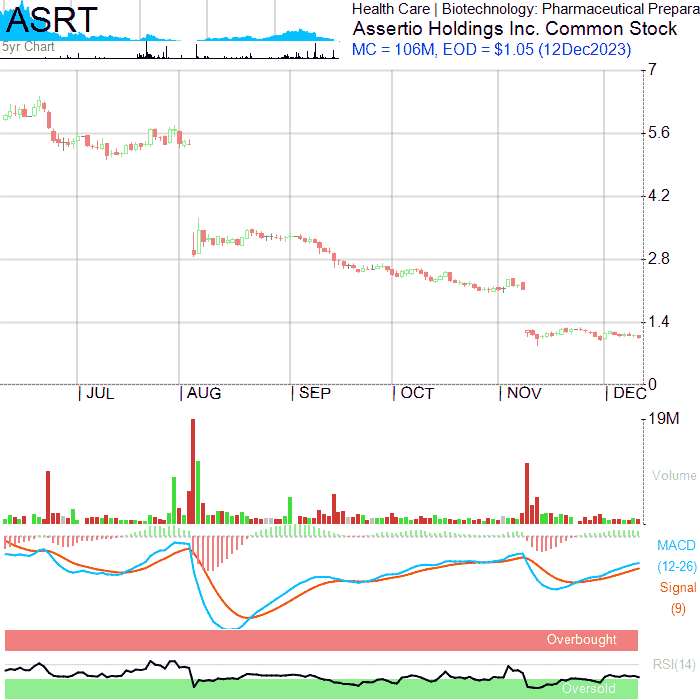 ASRT
5yr Chart
Health Care | Biotechnology: Pharmaceutical Prepara
Assertio Holdings Inc. Common Stock
MC = 106M, EOD = $1.05 (12Dec2023)
7
5.6
4.2
2.8
1.4
0
JUL AUG SEP OCT NOV DEC
19M
Volume
MACD
(12-26)
Signal
(9)
Overbought
RSI(14)
Oversold